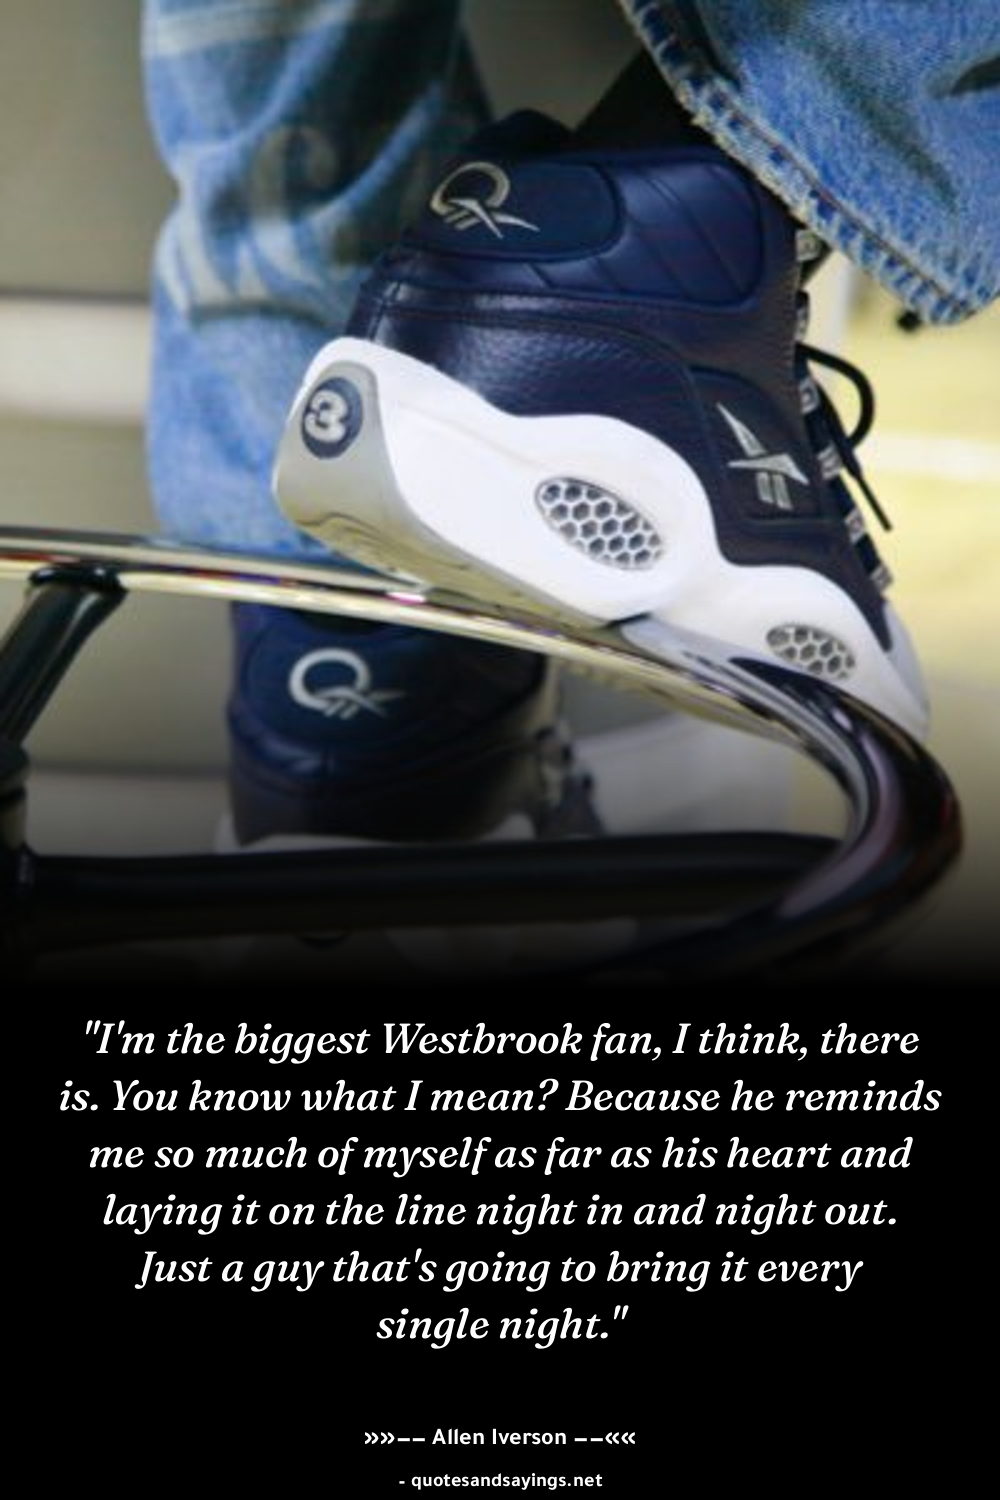 3
"I'm the biggest Westbrook fan, I think, there
is. You know what I mean? Because he reminds
me so much of myself as far as his heart and
laying it on the line night in and night out.
Just a guy that's going to bring it every
single night."
»»-- Allen Iverson --««
- quotesandsayings.net